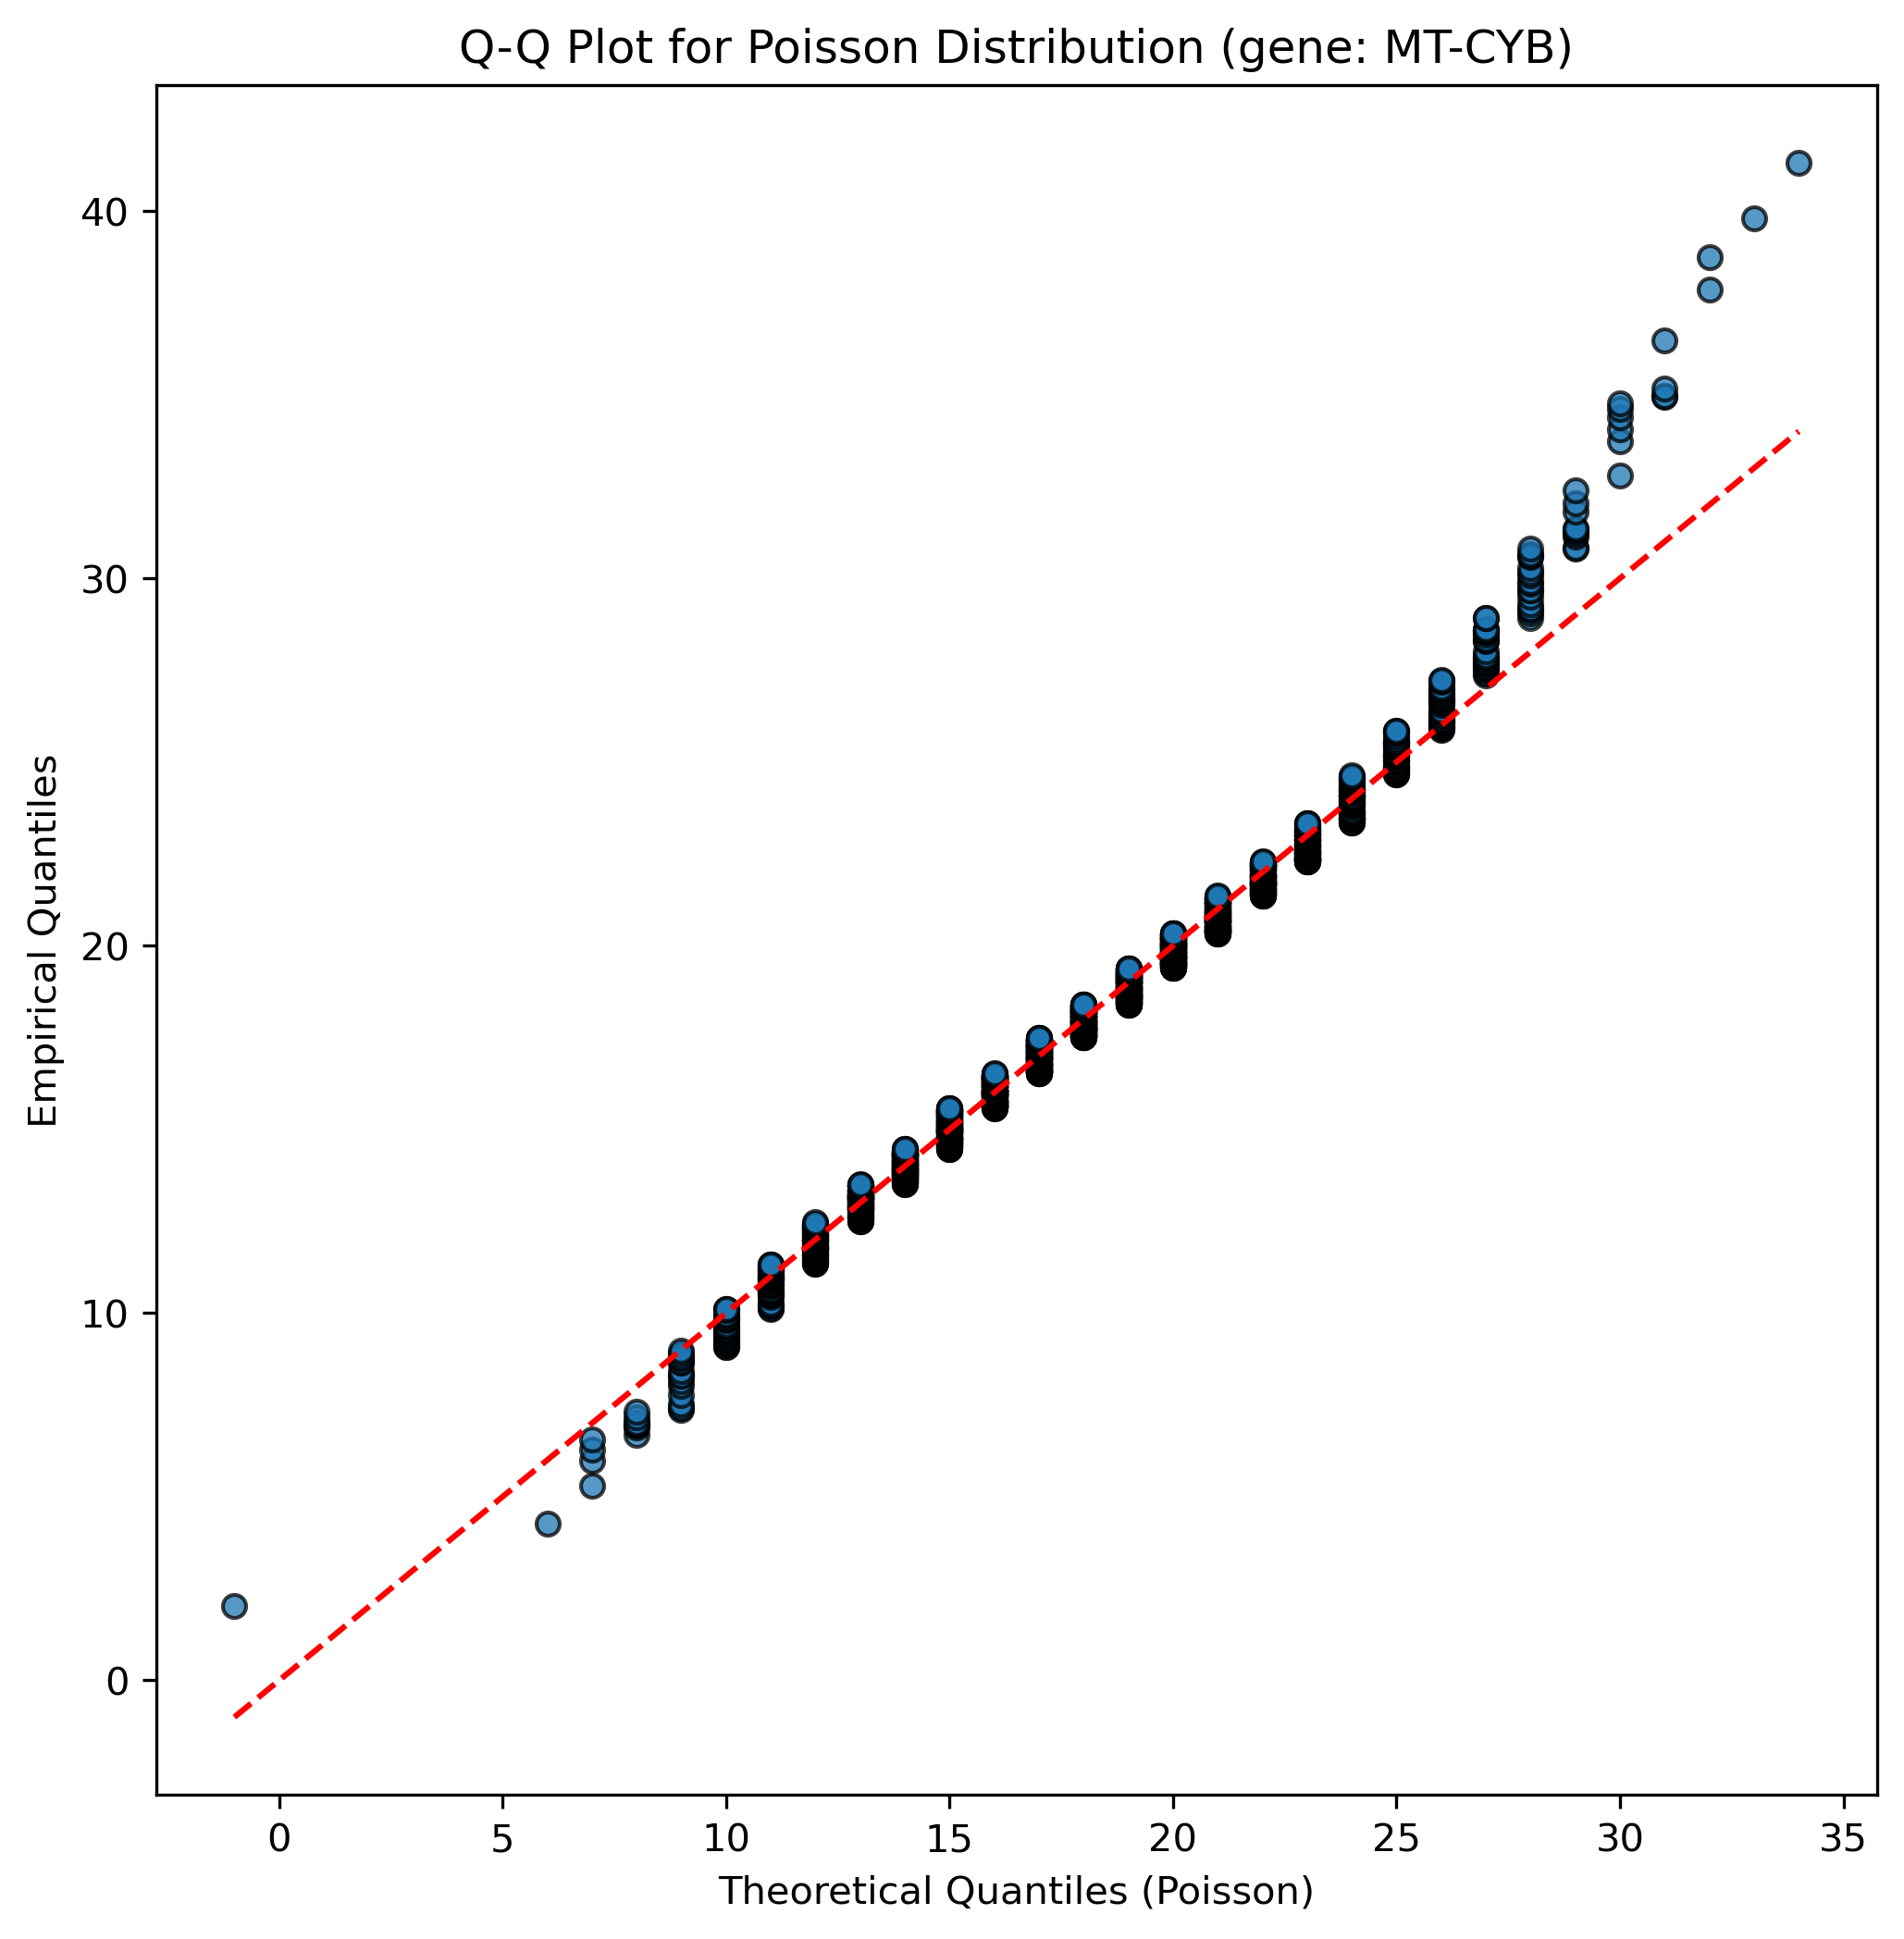 Q-Q Plot for Poisson Distribution (gene: MT-CYB)
40
30
20
10
0
Empirical Quantiles
0 5 10 15 20 25 30 35
Theoretical Quantiles (Poisson)